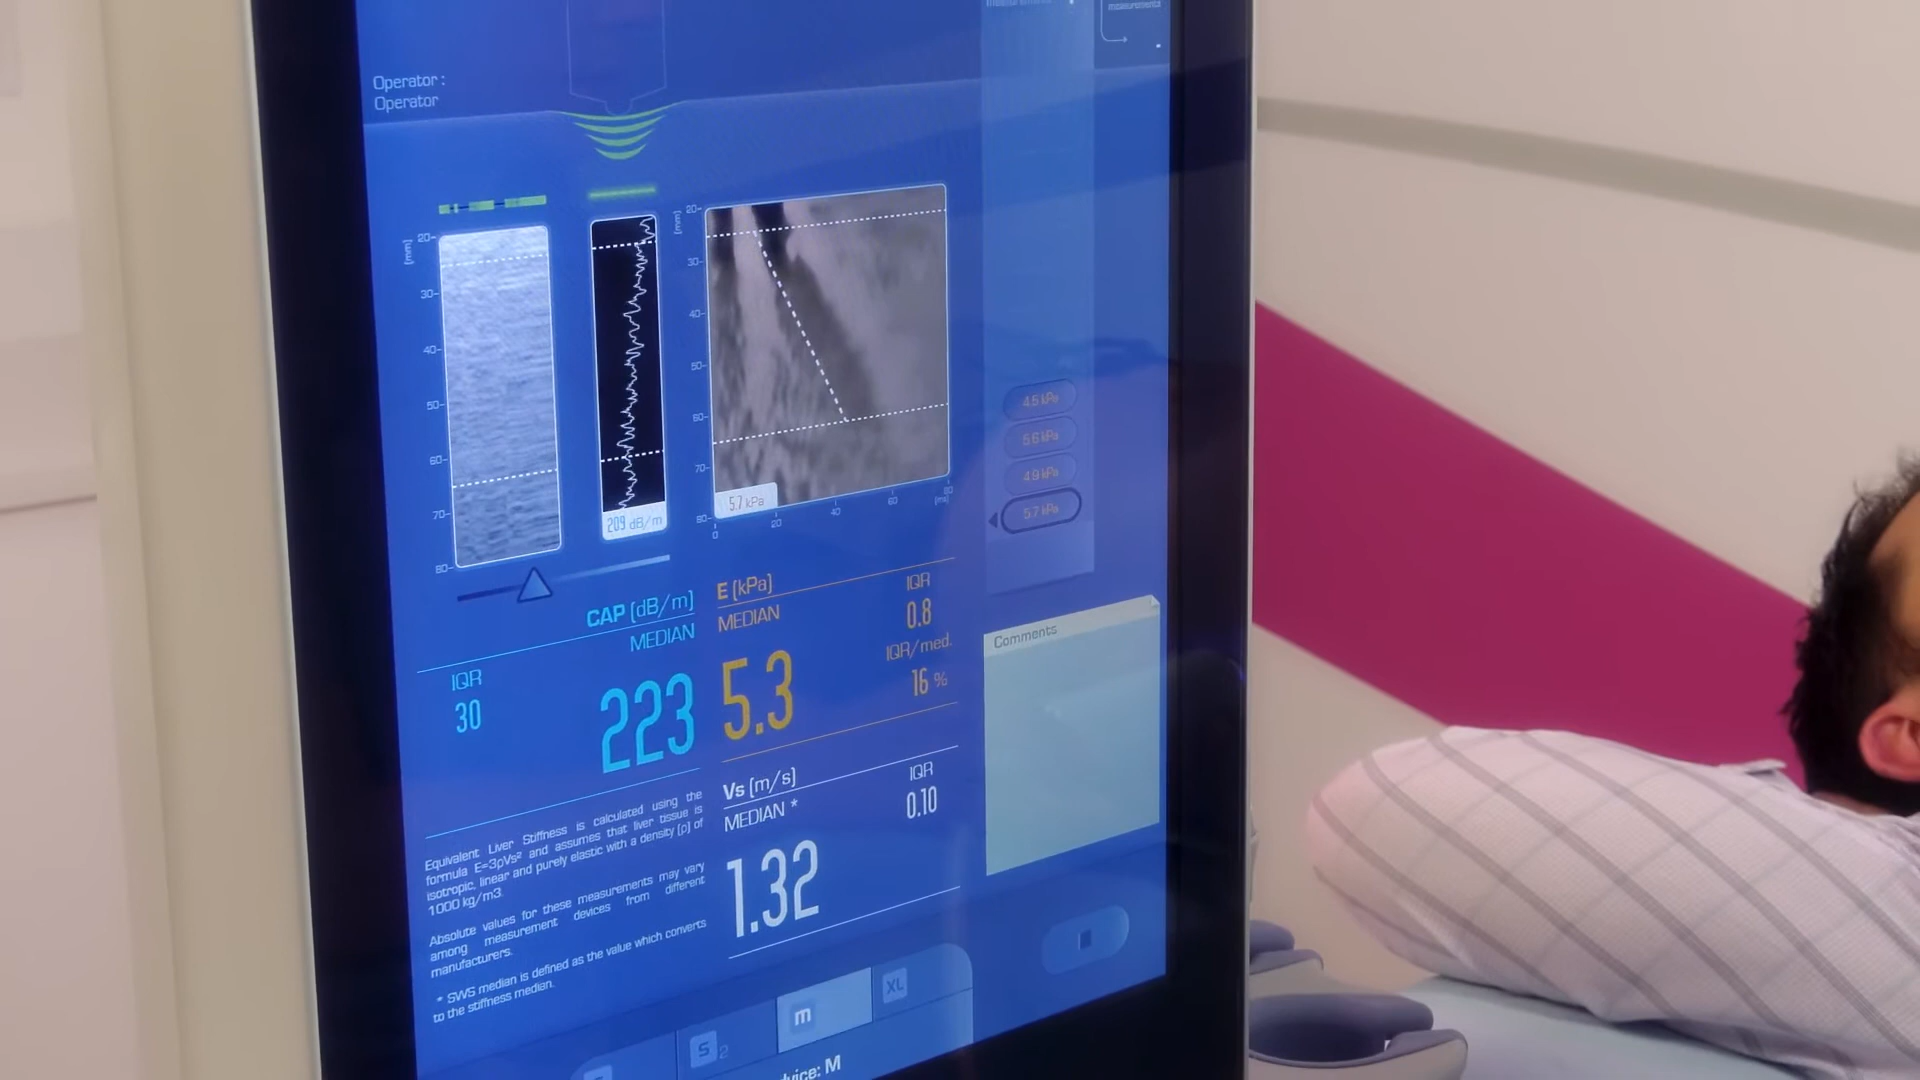 measurements
Operator :
Operator
[mm]
20
30
40
50
60
70
80
209 dB/m
[mm]
20
30
40
50
60
70
80
5.7 kPa
0
20
40
60
80
[ms]
4.5 kPa
5.6 kPa
4.9 kPa
5.7 kPa
CAP [dB/m]
MEDIAN
IQR
30
223
E [kPa]
MEDIAN
5.3
IQR
0.8
IQR/med.
16 %
Vs [m/s]
MEDIAN *
1.32
IQR
0.10
Comments
Equivalent Liver Stiffness is calculated using the
formula E=3ρVs² and assumes that liver tissue is
isotropic, linear and purely elastic with a density (ρ) of
1000 kg/m3.
Absolute values for these measurements may vary
among measurement devices from different
manufacturers.
* SWS median is defined as the value which converts
to the stiffness median.
S2
m
XL
M